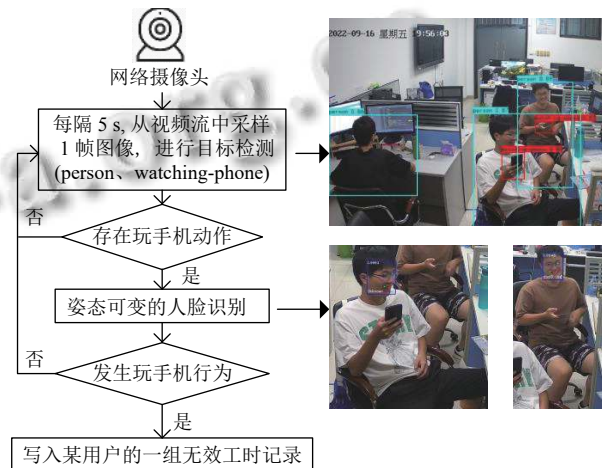 网络摄像头
每隔 5 s, 从视频流中采样
1 帧图像, 进行目标检测
(person、watching-phone)
否
存在玩手机动作
是
姿态可变的人脸识别
否
发生玩手机行为
是
写入某用户的一组无效工时记录
2022-09-16 星期五